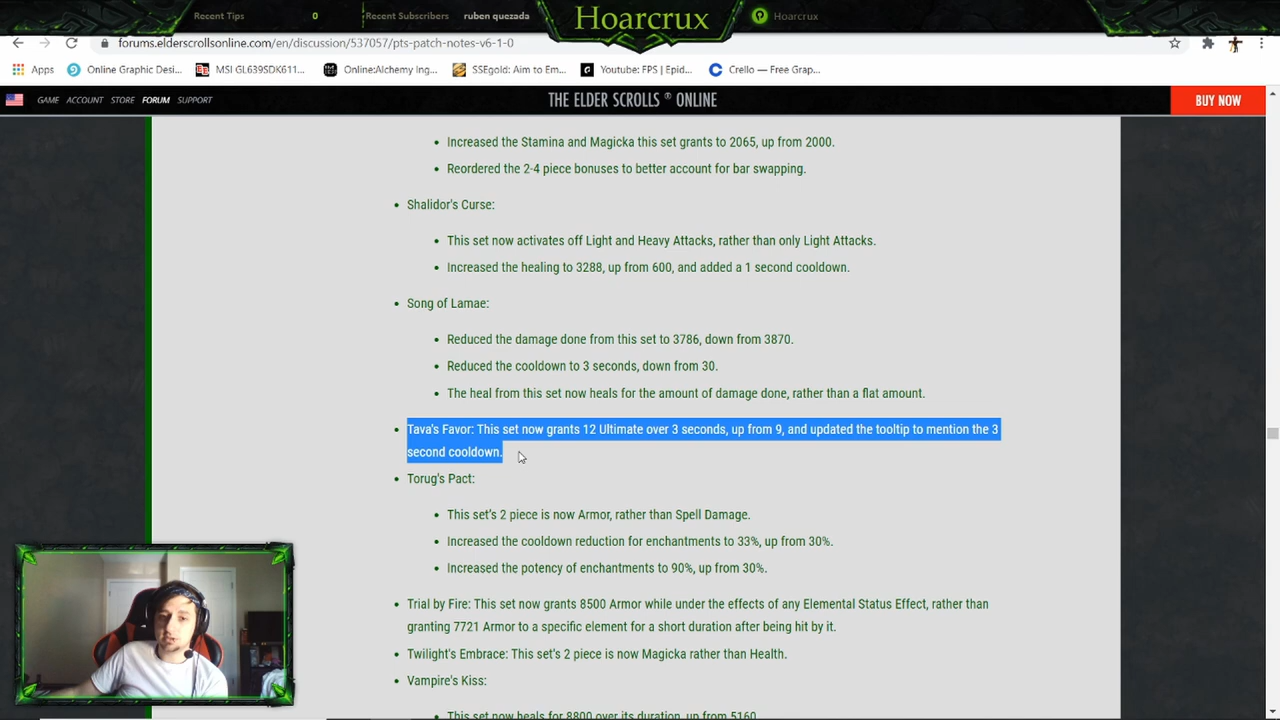 Recent Tips
0
Recent Subscribers
ruben quezada
Hoarcrux
Hoarcrux
forums.elderscrollsonline.com/en/discussion/537057/pts-patch-notes-v6-1-0
Apps
Online Graphic Desi...
MSI GL639SDK611...
Online:Alchemy Ing...
SSEgold: Aim to Em...
Youtube: FPS | Epid...
Crello — Free Grap...
GAME ACCOUNT STORE FORUM SUPPORT
THE ELDER SCROLLS ® ONLINE
BUY NOW
• Increased the Stamina and Magicka this set grants to 2065, up from 2000.
• Reordered the 2-4 piece bonuses to better account for bar swapping.
• Shalidor's Curse:
• This set now activates off Light and Heavy Attacks, rather than only Light Attacks.
• Increased the healing to 3288, up from 600, and added a 1 second cooldown.
• Song of Lamae:
• Reduced the damage done from this set to 3786, down from 3870.
• Reduced the cooldown to 3 seconds, down from 30.
• The heal from this set now heals for the amount of damage done, rather than a flat amount.
• Tava's Favor: This set now grants 12 Ultimate over 3 seconds, up from 9, and updated the tooltip to mention the 3
second cooldown.
• Torug's Pact:
• This set's 2 piece is now Armor, rather than Spell Damage.
• Increased the cooldown reduction for enchantments to 33%, up from 30%.
• Increased the potency of enchantments to 90%, up from 30%.
• Trial by Fire: This set now grants 8500 Armor while under the effects of any Elemental Status Effect, rather than
granting 7721 Armor to a specific element for a short duration after being hit by it.
• Twilight's Embrace: This set's 2 piece is now Magicka rather than Health.
• Vampire's Kiss:
• This set now heals for 8800 over its duration, up from 5160.